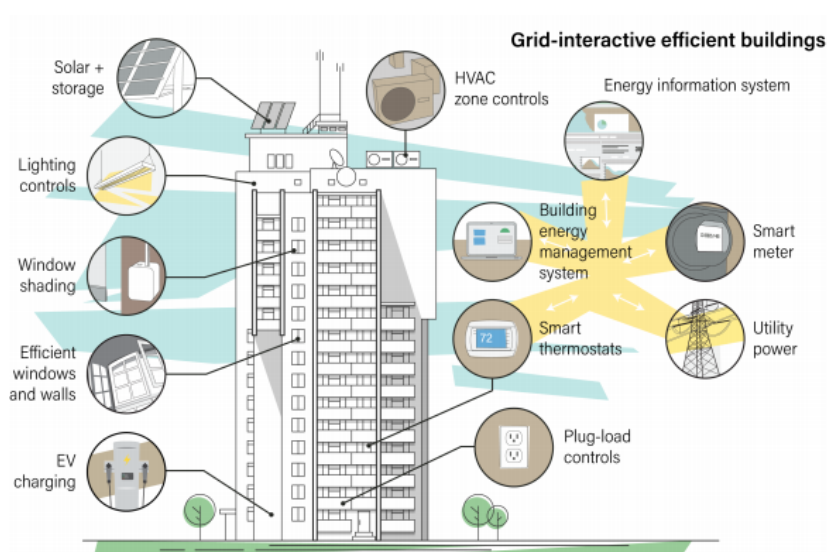 Grid-interactive efficient buildings
Solar +
storage
HVAC
zone controls
Energy information system
Lighting
controls
Building
energy
management
system
Smart
meter
Window
shading
Smart
thermostats
72
Utility
power
Efficient
windows
and walls
Plug-load
controls
EV
charging